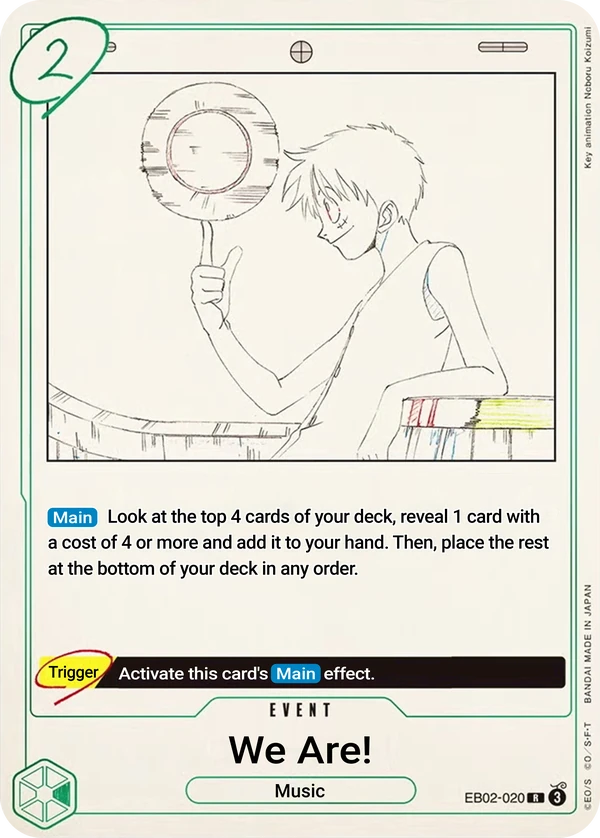 2
Key animation Noboru Koizumi
Main Look at the top 4 cards of your deck, reveal 1 card with
a cost of 4 or more and add it to your hand. Then, place the rest
at the bottom of your deck in any order.
Trigger Activate this card's Main effect.
EVENT
We Are!
Music
EB02-020 R 3
©E.O/S ©O/S·F·T BANDAI MADE IN JAPAN